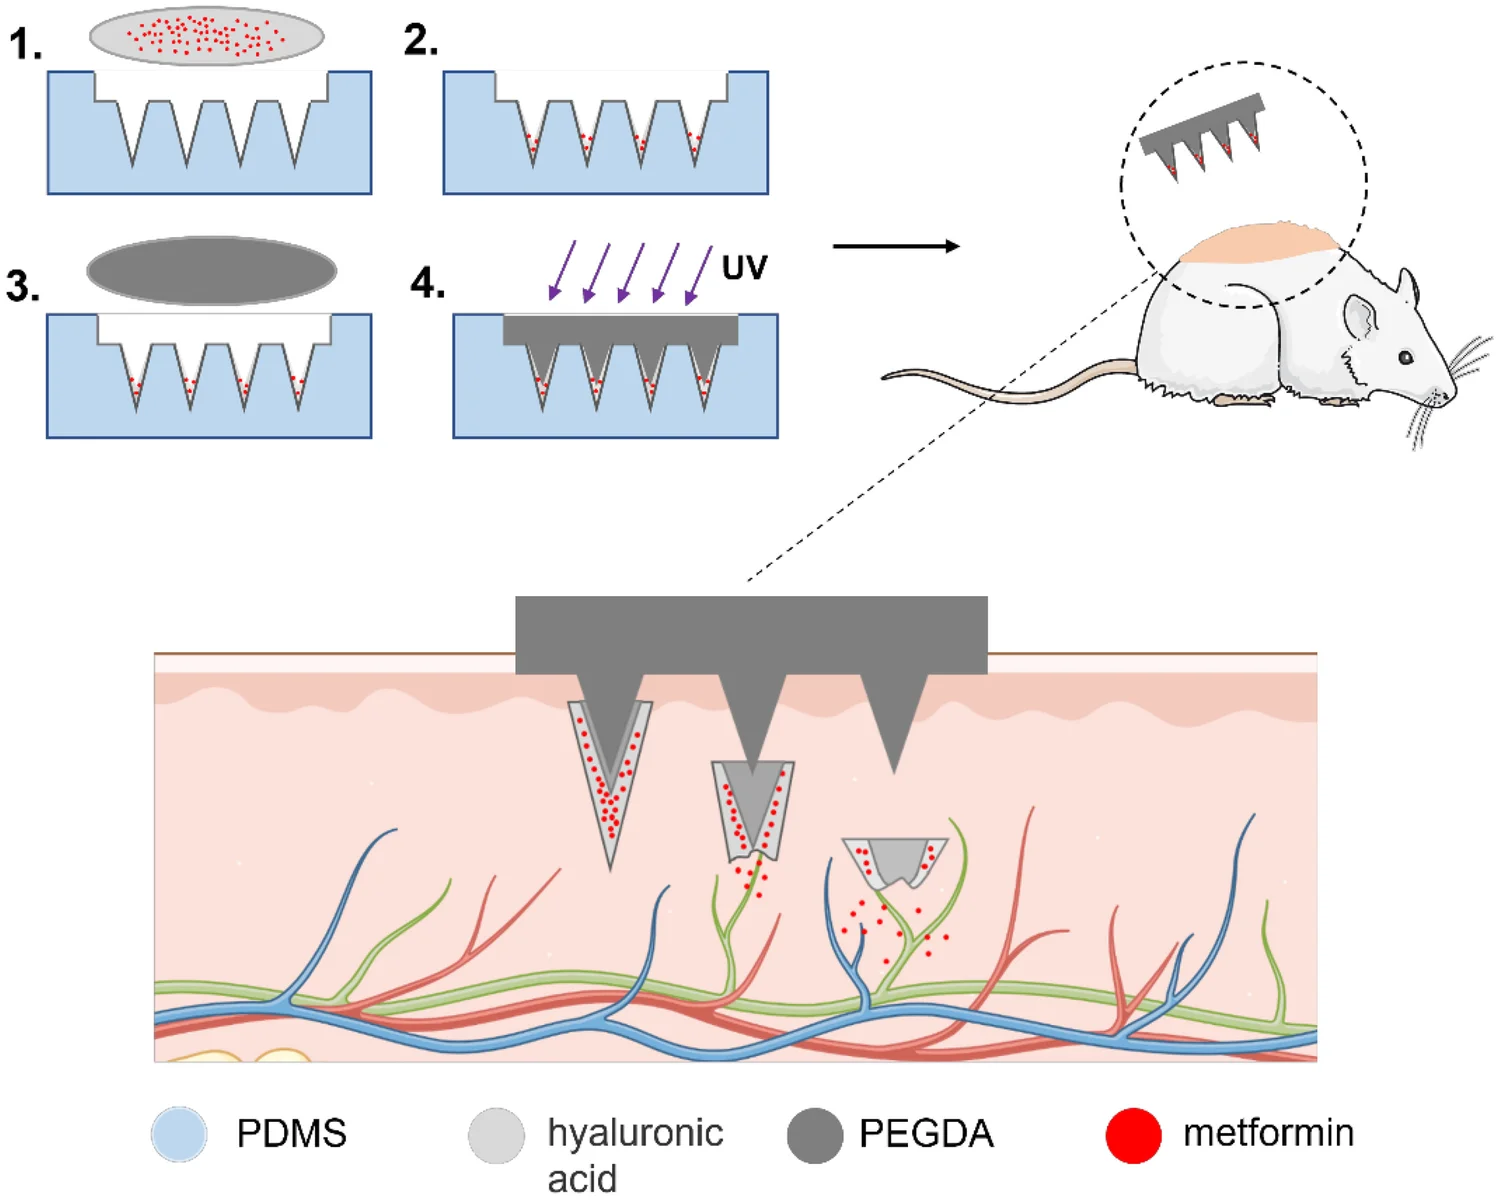 1.
2.
3.
4.
UV
PDMS
hyaluronic
acid
PEGDA
metformin